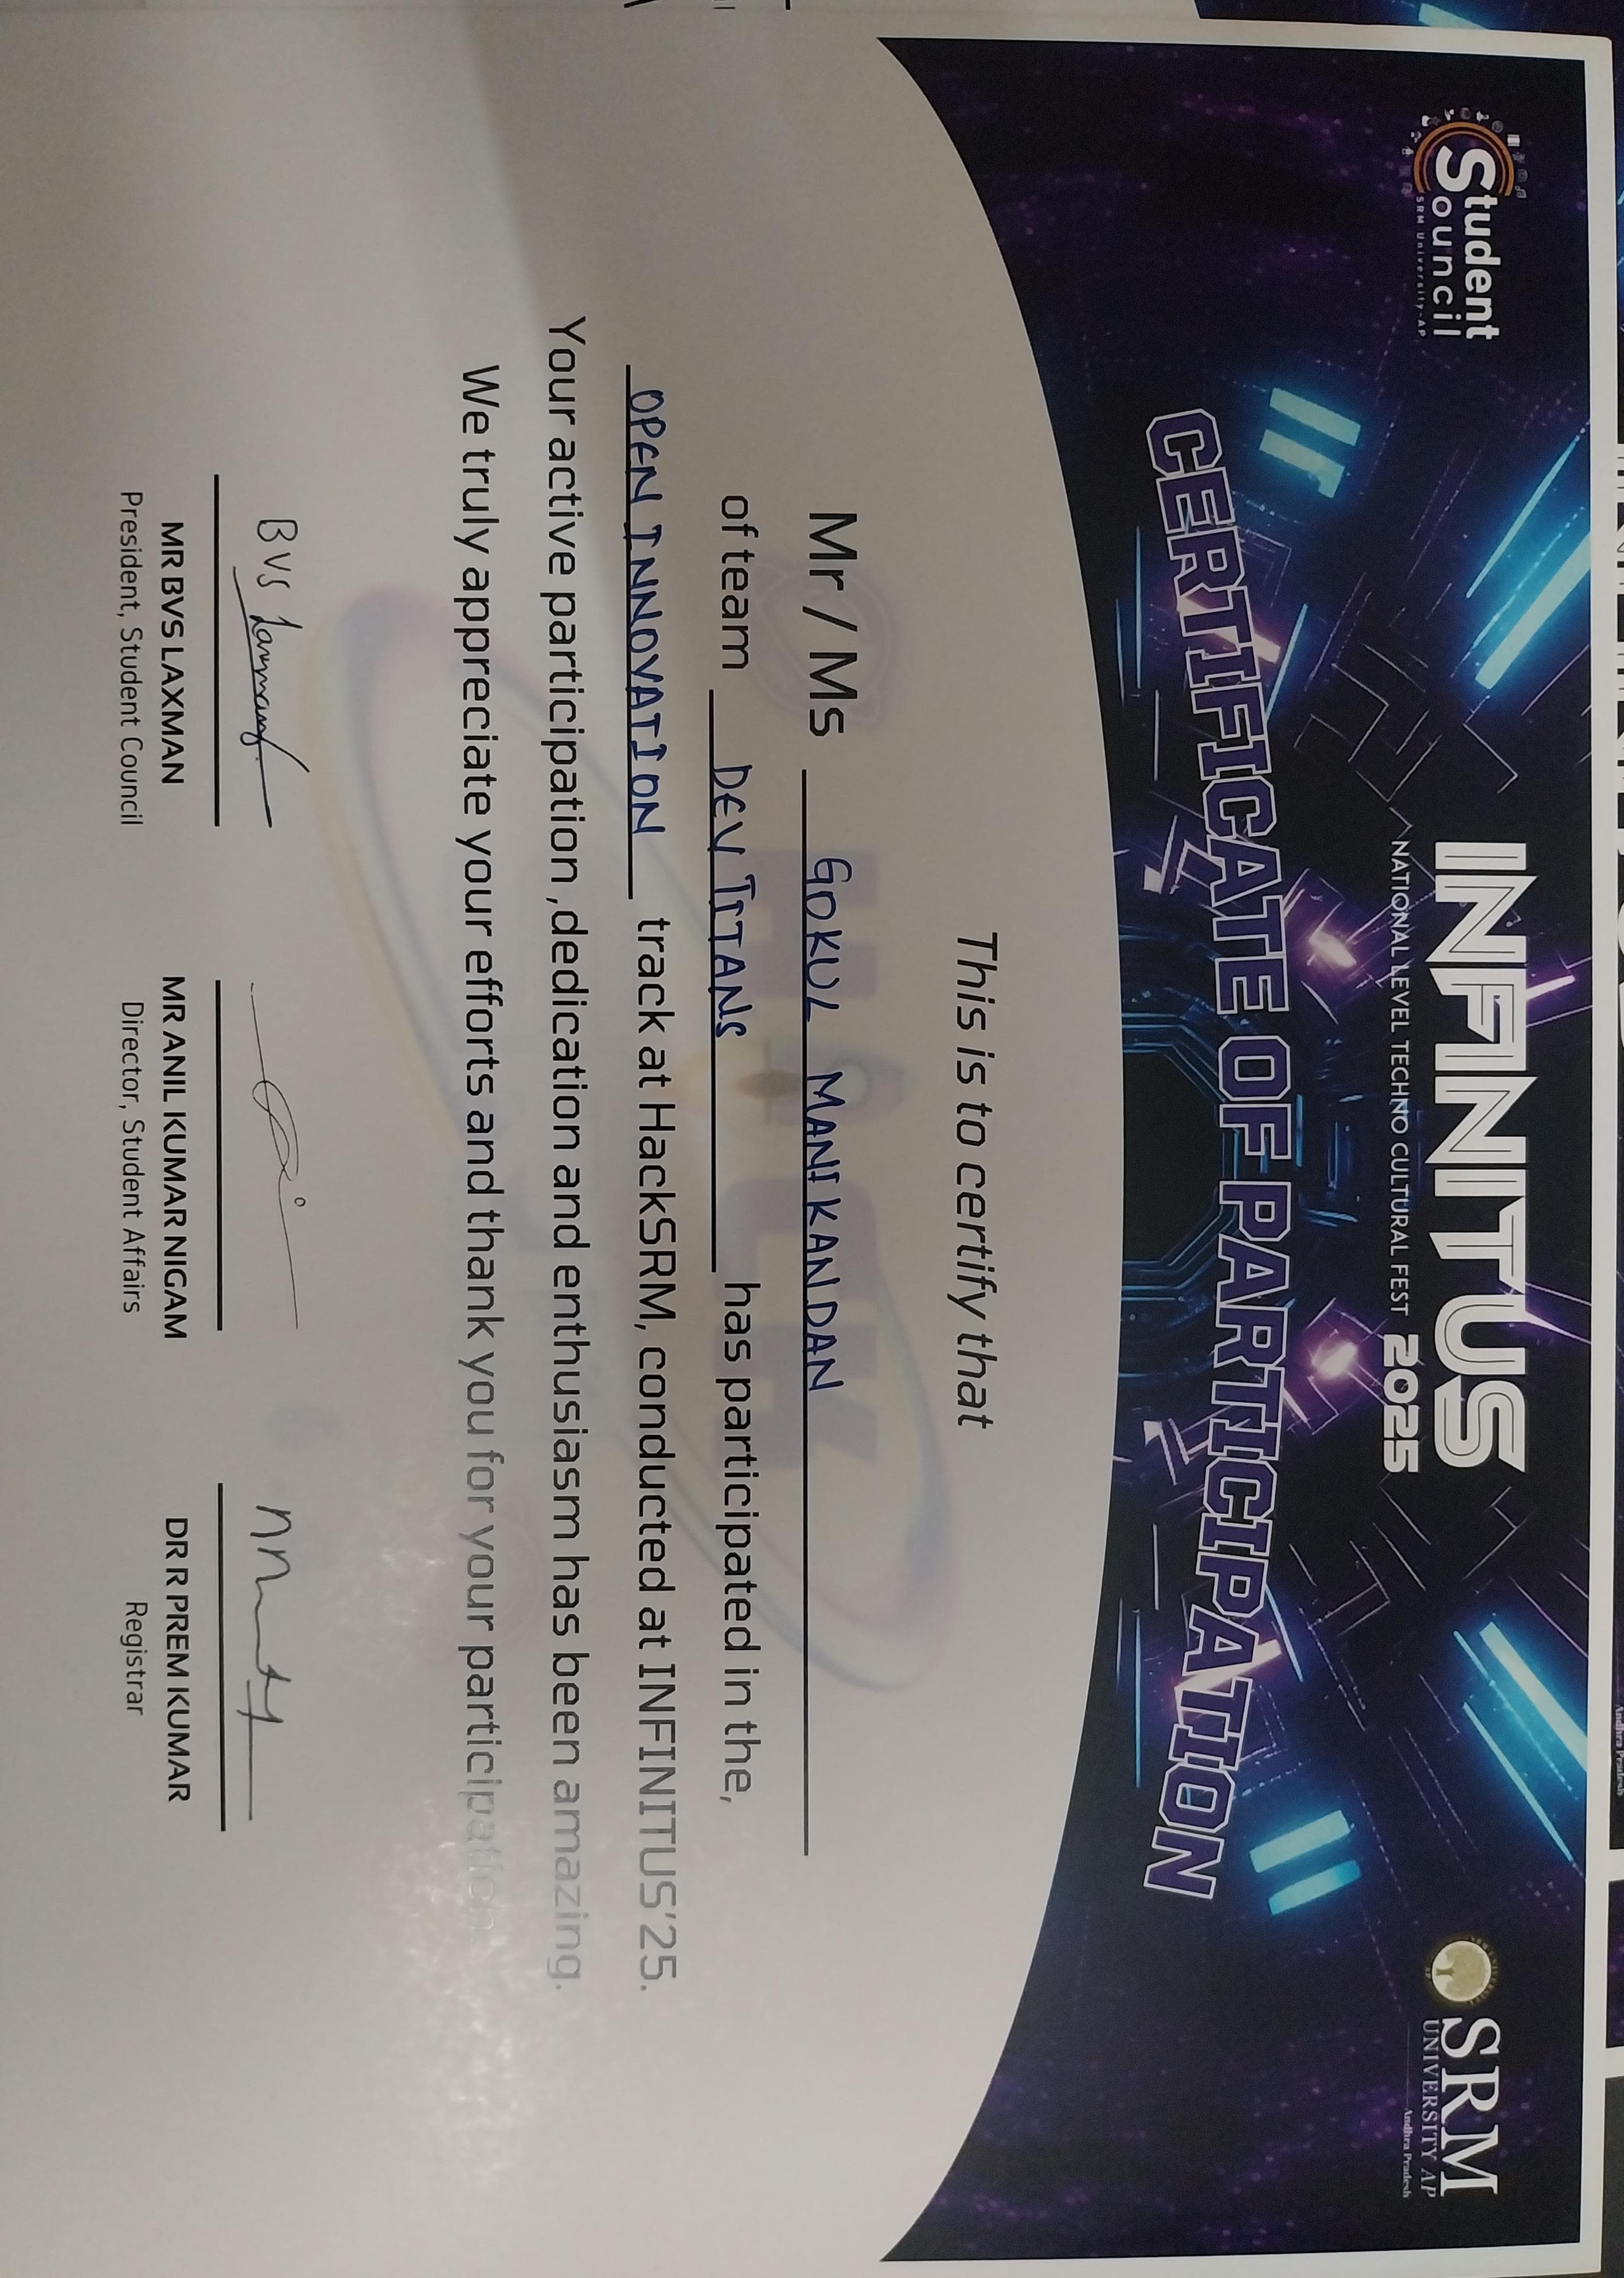 Student Council
SRM University-AP
INFINITUS
NATIONAL LEVEL TECHNO CULTURAL FEST 2025
SRM
UNIVERSITY AP
Andhra Pradesh
CERTIFICATE OF PARTICIPATION
This is to certify that
Mr / Ms GOKUL MANIKANDAN
of team DEV TITANS has participated in the,
OPEN INNOVATION track at HackSRM, conducted at INFINITUS'25.
Your active participation ,dedication and enthusiasm has been amazing.
We truly appreciate your efforts and thank you for your participation
BVS Laxman
MR BVS LAXMAN
President, Student Council
MR ANIL KUMAR NIGAM
Director, Student Affairs
DR R PREM KUMAR
Registrar
Andhra Pradesh